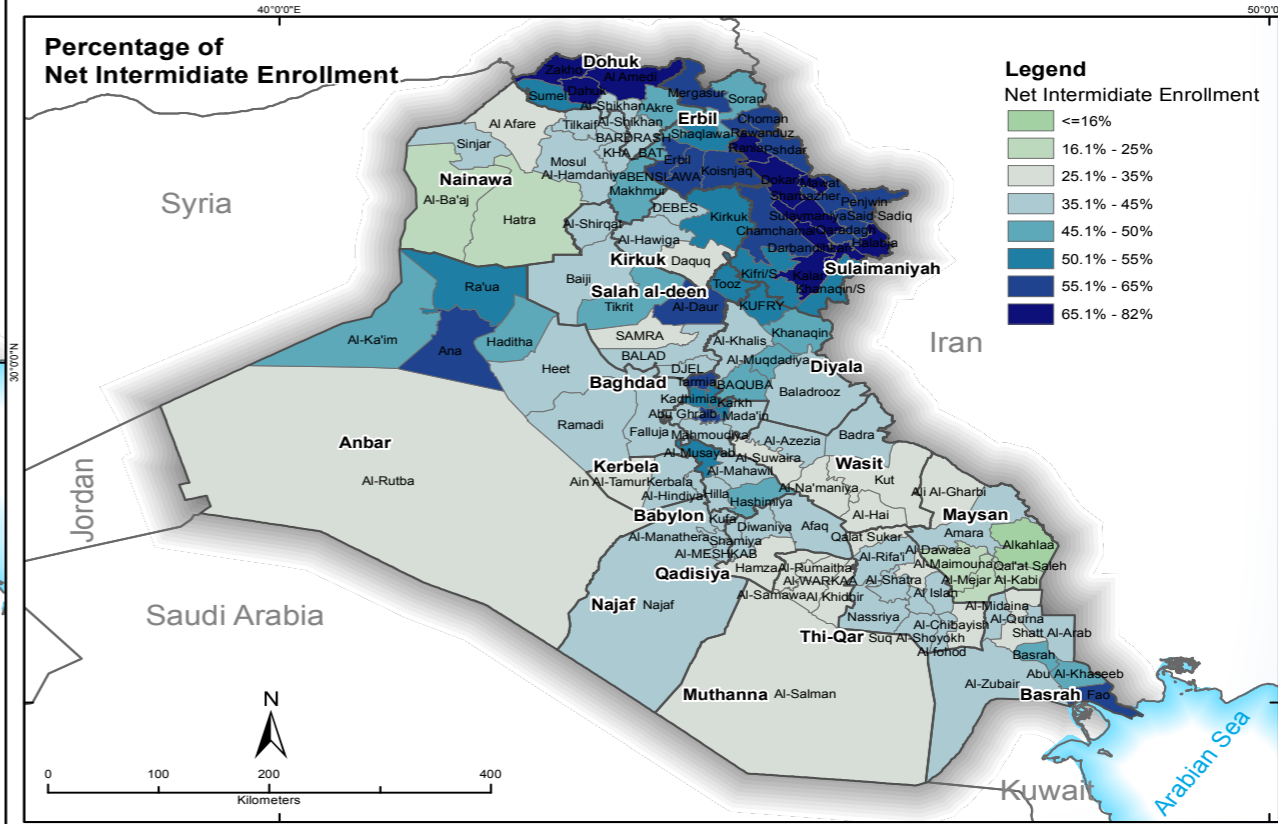 40°0'0"E
50°0'0
30°0'0"N
Percentage of
Net Intermidiate Enrollment
Legend
Net Intermidiate Enrollment
<=16%
16.1% - 25%
25.1% - 35%
35.1% - 45%
45.1% - 50%
50.1% - 55%
55.1% - 65%
65.1% - 82%
Syria
Jordan
Saudi Arabia
Kuwait
Iran
Arabian Sea
Dohuk
Zakho
Al Amedi
Dahuk
Sumel
Al-Shikhan
Akre
Mergasur
Soran
Erbil
Choman
Al Afare
Tilkaif
Al-Shikhan
Shaqlawa
Rawanduz
Sinjar
BARDRASH
Rania
Pshdar
Mosul
KHA_BAT
Erbil
Koisnjaq
Nainawa
Al-Hamdaniya
BENSLAWA
Dokan
Mawat
Al-Ba'aj
Makhmur
Sharbazher
Penjwin
Hatra
DEBES
Kirkuk
Sulaymaniya
Said Sadiq
Al-Shirqat
Chamchamal
Qaradagh
Al-Hawiga
Darbandikan
Halabja
Kirkuk
Daquq
Sulaimaniyah
Baiji
Kifri/S
Kalar
Ra'ua
Salah al-deen
Tooz
Khanaqin/S
Tikrit
Al-Daur
KUFRY
Al-Ka'im
Ana
Haditha
SAMRA
Al-Khalis
Khanaqin
BALAD
Al-Muqdadiya
Heet
DJEL
Diyala
Baghdad
Tarmia
BAQUBA
Baladrooz
Kadhimia
Karkh
Abu Ghraib
Mada'in
Ramadi
Falluja
Mahmoudiya
Al-Azezia
Badra
Anbar
Al-Musayab
Al-Suwaira
Kerbela
Al-Mahawil
Wasit
Al-Rutba
Ain Al-Tamur
Kerbala
Al-Na'maniya
Kut
Al-Hindiya
Hilla
Hashimiya
Ali Al-Gharbi
Babylon
Kufa
Al-Hai
Maysan
Diwaniya
Afaq
Al-Manathera
Shamiya
Qalat Sukar
Amara
Al-MESHKAB
Al-Rifa'i
Al-Dawaea
Alkahlaa
Qadisiya
Hamza
Al-Rumaitha
Al-Maimouna
Qal'at Saleh
Al-WARKAA
Al-Shatra
Al-Mejar Al-Kabi
Al-Samawa
Al Khidhir
Al Islah
Najaf
Najaf
Nassriya
Al-Midaina
Al-Chibayish
Al-Qurna
Thi-Qar
Suq Al-Shoyokh
Shatt Al-Arab
Al-fohod
Basrah
Muthanna
Al-Salman
Al-Zubair
Abu Al-Khaseeb
Basrah
Fao
N
0
100
200
400
Kilometers